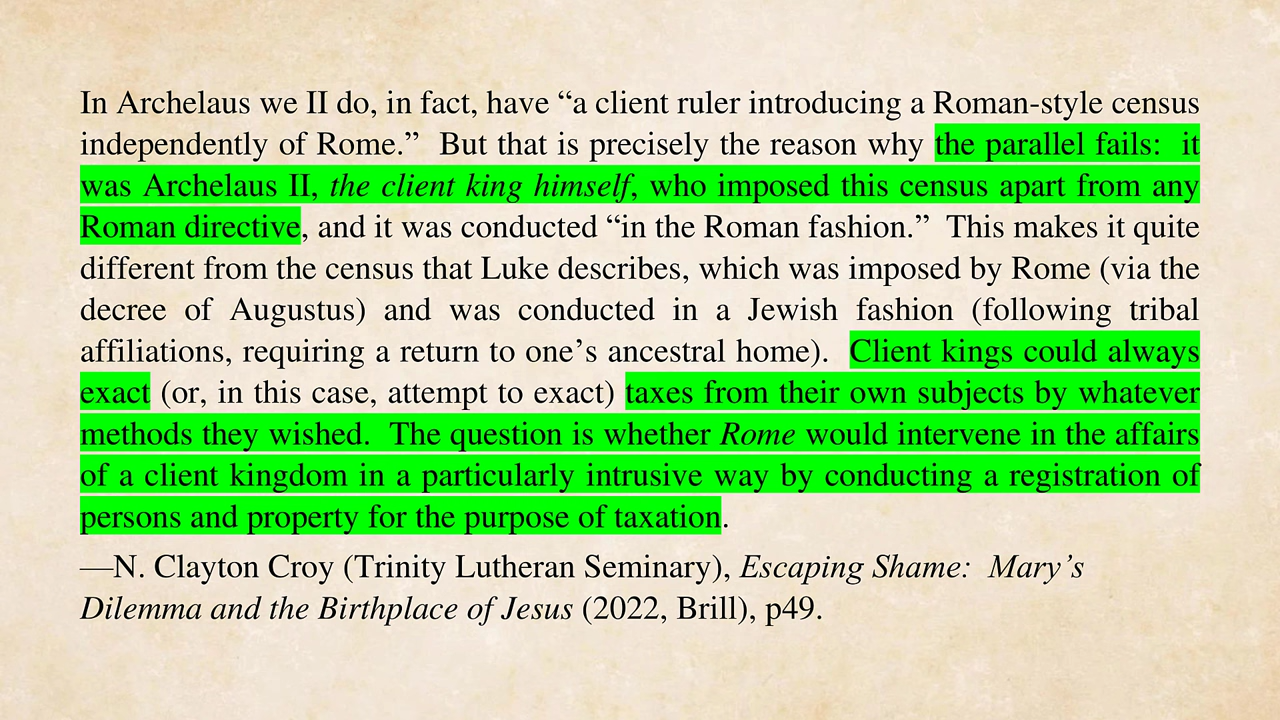 In Archelaus we II do, in fact, have “a client ruler introducing a Roman-style census
independently of Rome.”  But that is precisely the reason why the parallel fails:  it
was Archelaus II, the client king himself, who imposed this census apart from any
Roman directive, and it was conducted “in the Roman fashion.”  This makes it quite
different from the census that Luke describes, which was imposed by Rome (via the
decree of Augustus) and was conducted in a Jewish fashion (following tribal
affiliations, requiring a return to one’s ancestral home).  Client kings could always
exact (or, in this case, attempt to exact) taxes from their own subjects by whatever
methods they wished.  The question is whether Rome would intervene in the affairs
of a client kingdom in a particularly intrusive way by conducting a registration of
persons and property for the purpose of taxation.
—N. Clayton Croy (Trinity Lutheran Seminary), Escaping Shame:  Mary’s
Dilemma and the Birthplace of Jesus (2022, Brill), p49.